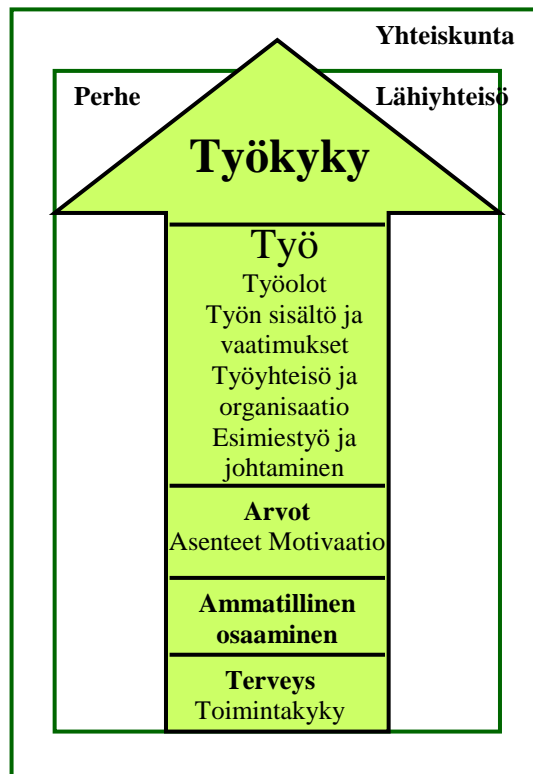 Yhteiskunta
Perhe
Lähiyhteisö
Työkyky
Työ
Työolot
Työn sisältö ja
vaatimukset
Työyhteisö ja
organisaatio
Esimiestyö ja
johtaminen
Arvot
Asenteet Motivaatio
Ammatillinen
osaaminen
Terveys
Toimintakyky